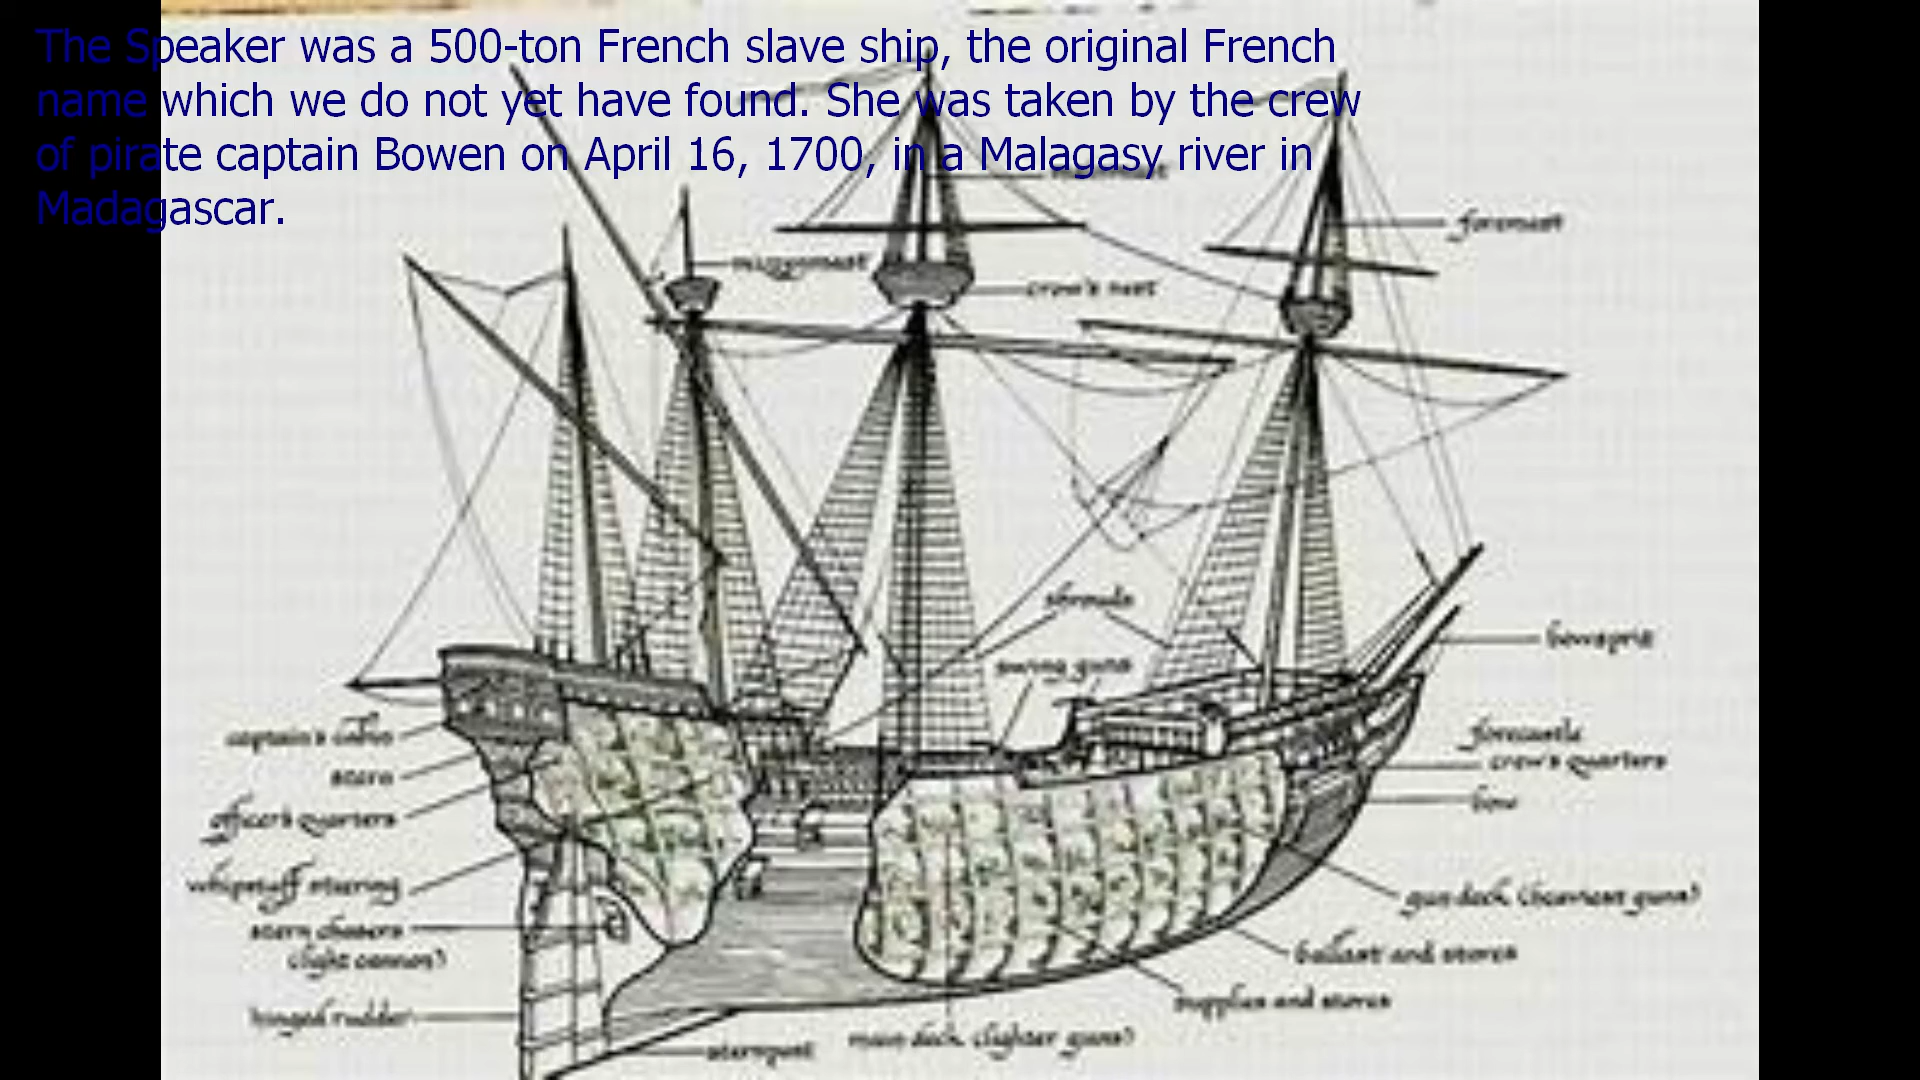 The Speaker was a 500-ton French slave ship, the original French
name which we do not yet have found. She was taken by the crew
of pirate captain Bowen on April 16, 1700, in a Malagasy river in
Madagascar.
foremast
mizzenmast
crow's nest
shrouds
swing guns
bowsprit
captain's cabin
stern
officer's quarters
whipstaff steering
stern chasers
(light cannon)
hinged rudder
sternpost
main deck (lighter guns)
supplies and stores
ballast and stores
gun deck (heaviest guns)
bow
forecastle
crew's quarters